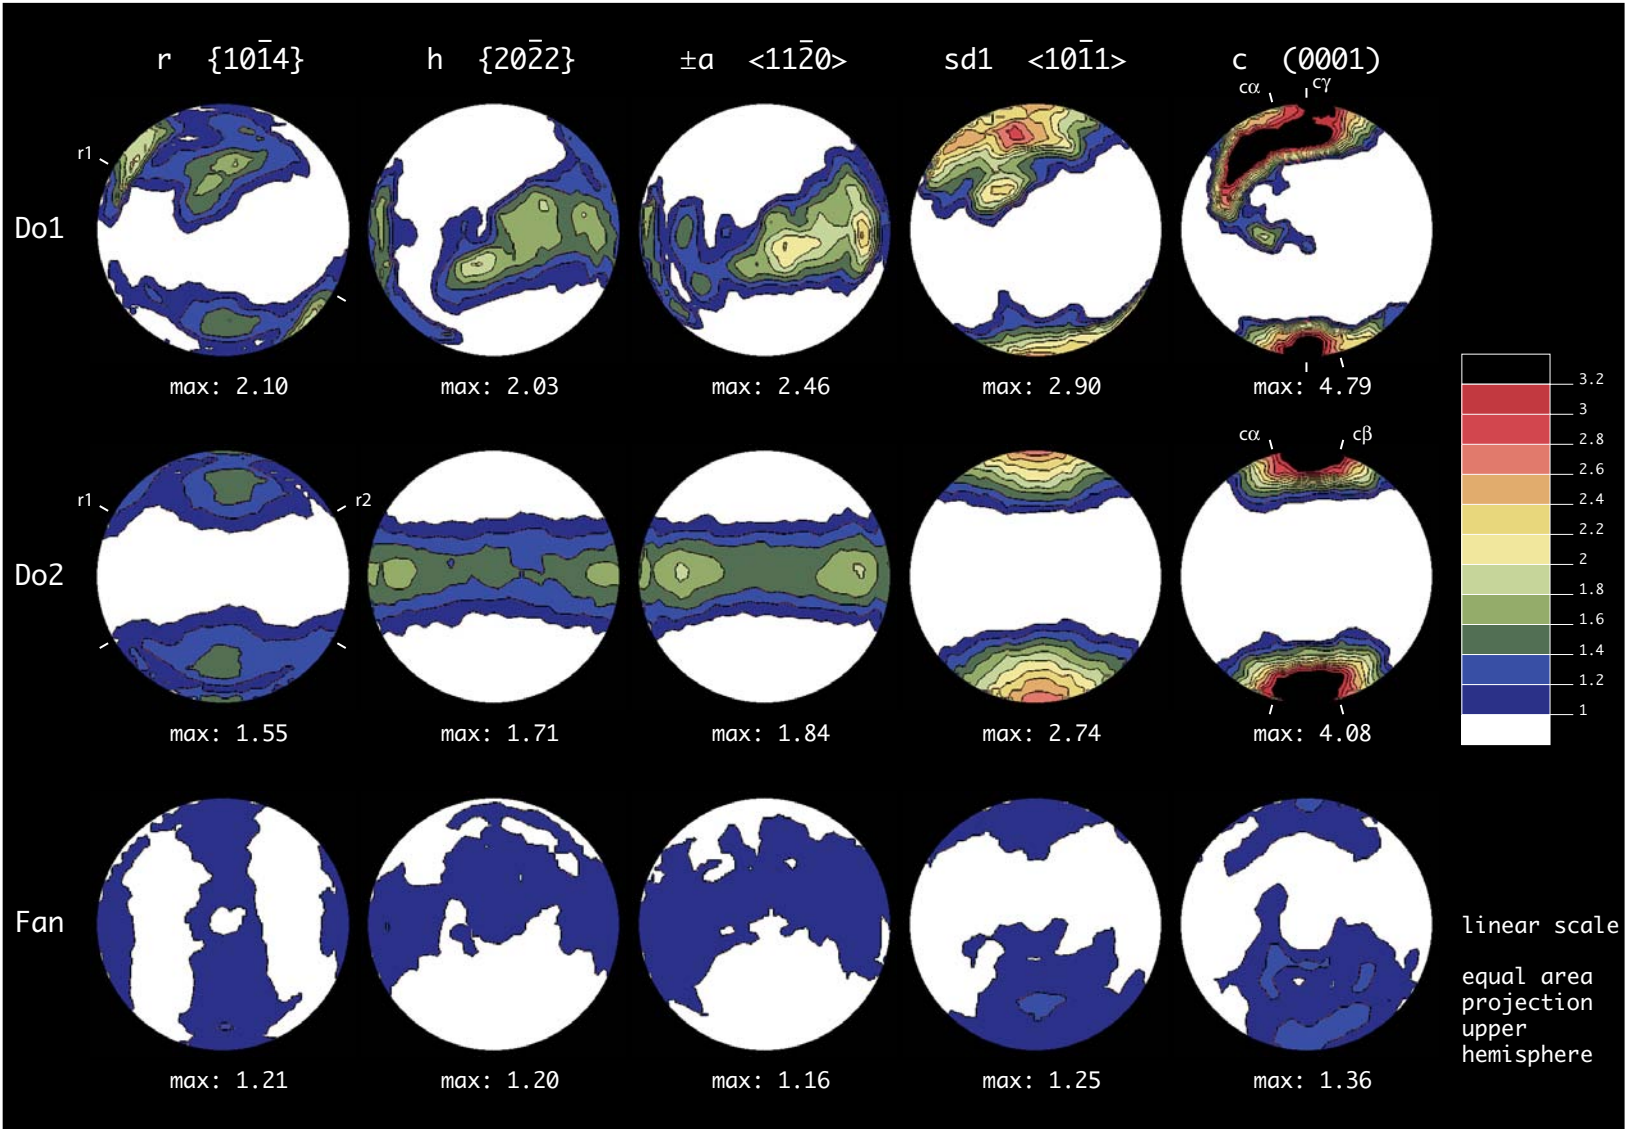 r {101̄4}
h {202̄2}
±a <112̄0>
sd1 <101̄1>
c (0001)
cα cγ
r1
Do1
max: 2.10
max: 2.03
max: 2.46
max: 2.90
max: 4.79
3.2
3
2.8
2.6
2.4
2.2
2
1.8
1.6
1.4
1.2
1
cα cβ
r1 r2
Do2
max: 1.55
max: 1.71
max: 1.84
max: 2.74
max: 4.08
Fan
max: 1.21
max: 1.20
max: 1.16
max: 1.25
max: 1.36
linear scale
equal area
projection
upper
hemisphere